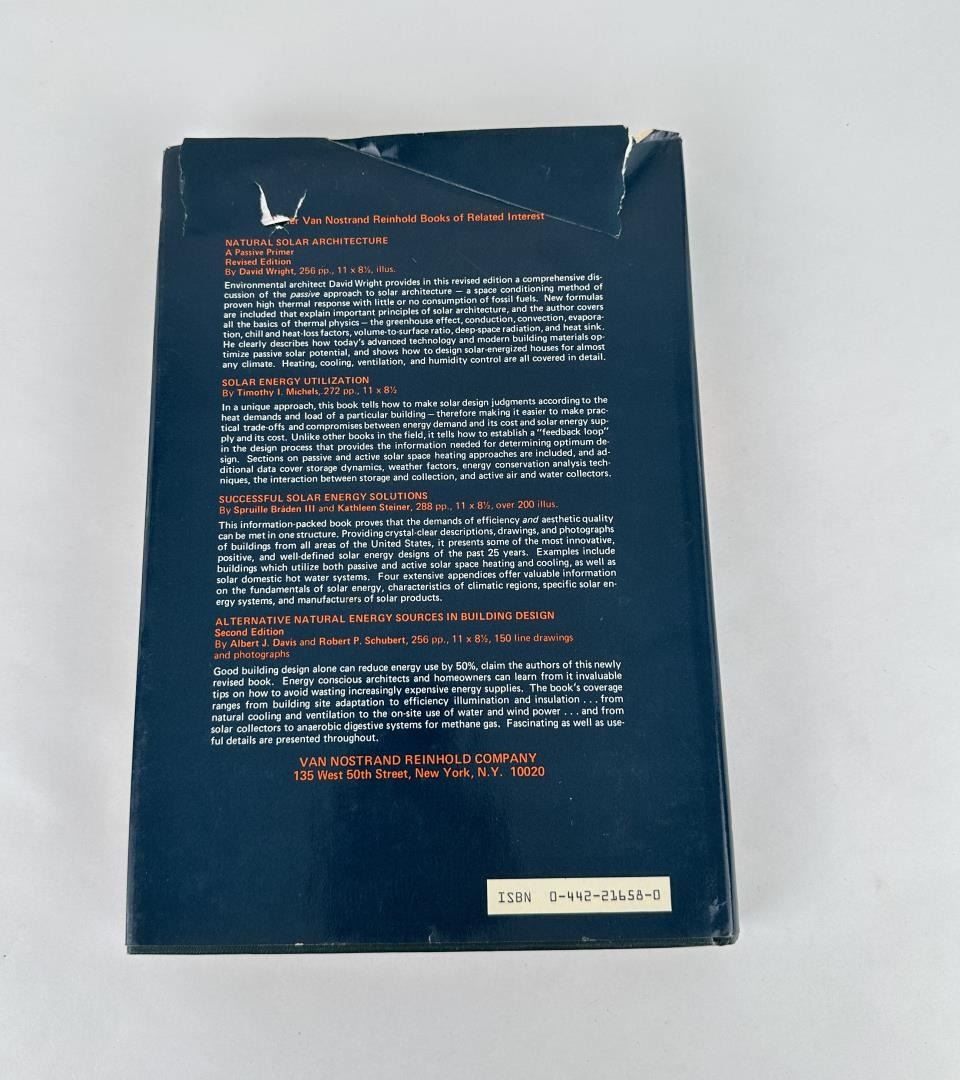 er Van Nostrand Reinhold Books of Related Interest
NATURAL SOLAR ARCHITECTURE
A Passive Primer
Revised Edition
By David Wright, 256 pp., 11 x 8½, illus.
Environmental architect David Wright provides in this revised edition a comprehensive dis-
cussion of the passive approach to solar architecture — a space conditioning method of
proven high thermal response with little or no consumption of fossil fuels. New formulas
are included that explain important principles of solar architecture, and the author covers
all the basics of thermal physics — the greenhouse effect, conduction, convection, evapora-
tion, chill and heat-loss factors, volume-to-surface ratio, deep-space radiation, and heat sink.
He clearly describes how today's advanced technology and modern building materials op-
timize passive solar potential, and shows how to design solar-energized houses for almost
any climate. Heating, cooling, ventilation, and humidity control are all covered in detail.
SOLAR ENERGY UTILIZATION
By Timothy I. Michels, 272 pp., 11 x 8½
In a unique approach, this book tells how to make solar design judgments according to the
heat demands and load of a particular building — therefore making it easier to make prac-
tical trade-offs and compromises between energy demand and its cost and solar energy sup-
ply and its cost. Unlike other books in the field, it tells how to establish a "feedback loop"
in the design process that provides the information needed for determining optimum de-
sign. Sections on passive and active solar space heating approaches are included, and ad-
ditional data cover storage dynamics, weather factors, energy conservation analysis tech-
niques, the interaction between storage and collection, and active air and water collectors.
SUCCESSFUL SOLAR ENERGY SOLUTIONS
By Spruille Braden III and Kathleen Steiner, 288 pp., 11 x 8½, over 200 illus.
This information-packed book proves that the demands of efficiency and aesthetic quality
can be met in one structure. Providing crystal-clear descriptions, drawings, and photographs
of buildings from all areas of the United States, it presents some of the most innovative,
positive, and well-defined solar energy designs of the past 25 years. Examples include
buildings which utilize both passive and active solar space heating and cooling, as well as
solar domestic hot water systems. Four extensive appendices offer valuable information
on the fundamentals of solar energy, characteristics of climatic regions, specific solar en-
ergy systems, and manufacturers of solar products.
ALTERNATIVE NATURAL ENERGY SOURCES IN BUILDING DESIGN
Second Edition
By Albert J. Davis and Robert P. Schubert, 256 pp., 11 x 8½, 150 line drawings
and photographs
Good building design alone can reduce energy use by 50%, claim the authors of this newly
revised book. Energy conscious architects and homeowners can learn from it invaluable
tips on how to avoid wasting increasingly expensive energy supplies. The book's coverage
ranges from building site adaptation to efficiency illumination and insulation . . . from
natural cooling and ventilation to the on-site use of water and wind power . . . and from
solar collectors to anaerobic digestive systems for methane gas. Fascinating as well as use-
ful details are presented throughout.
VAN NOSTRAND REINHOLD COMPANY
135 West 50th Street, New York, N.Y. 10020
ISBN 0-442-21658-0